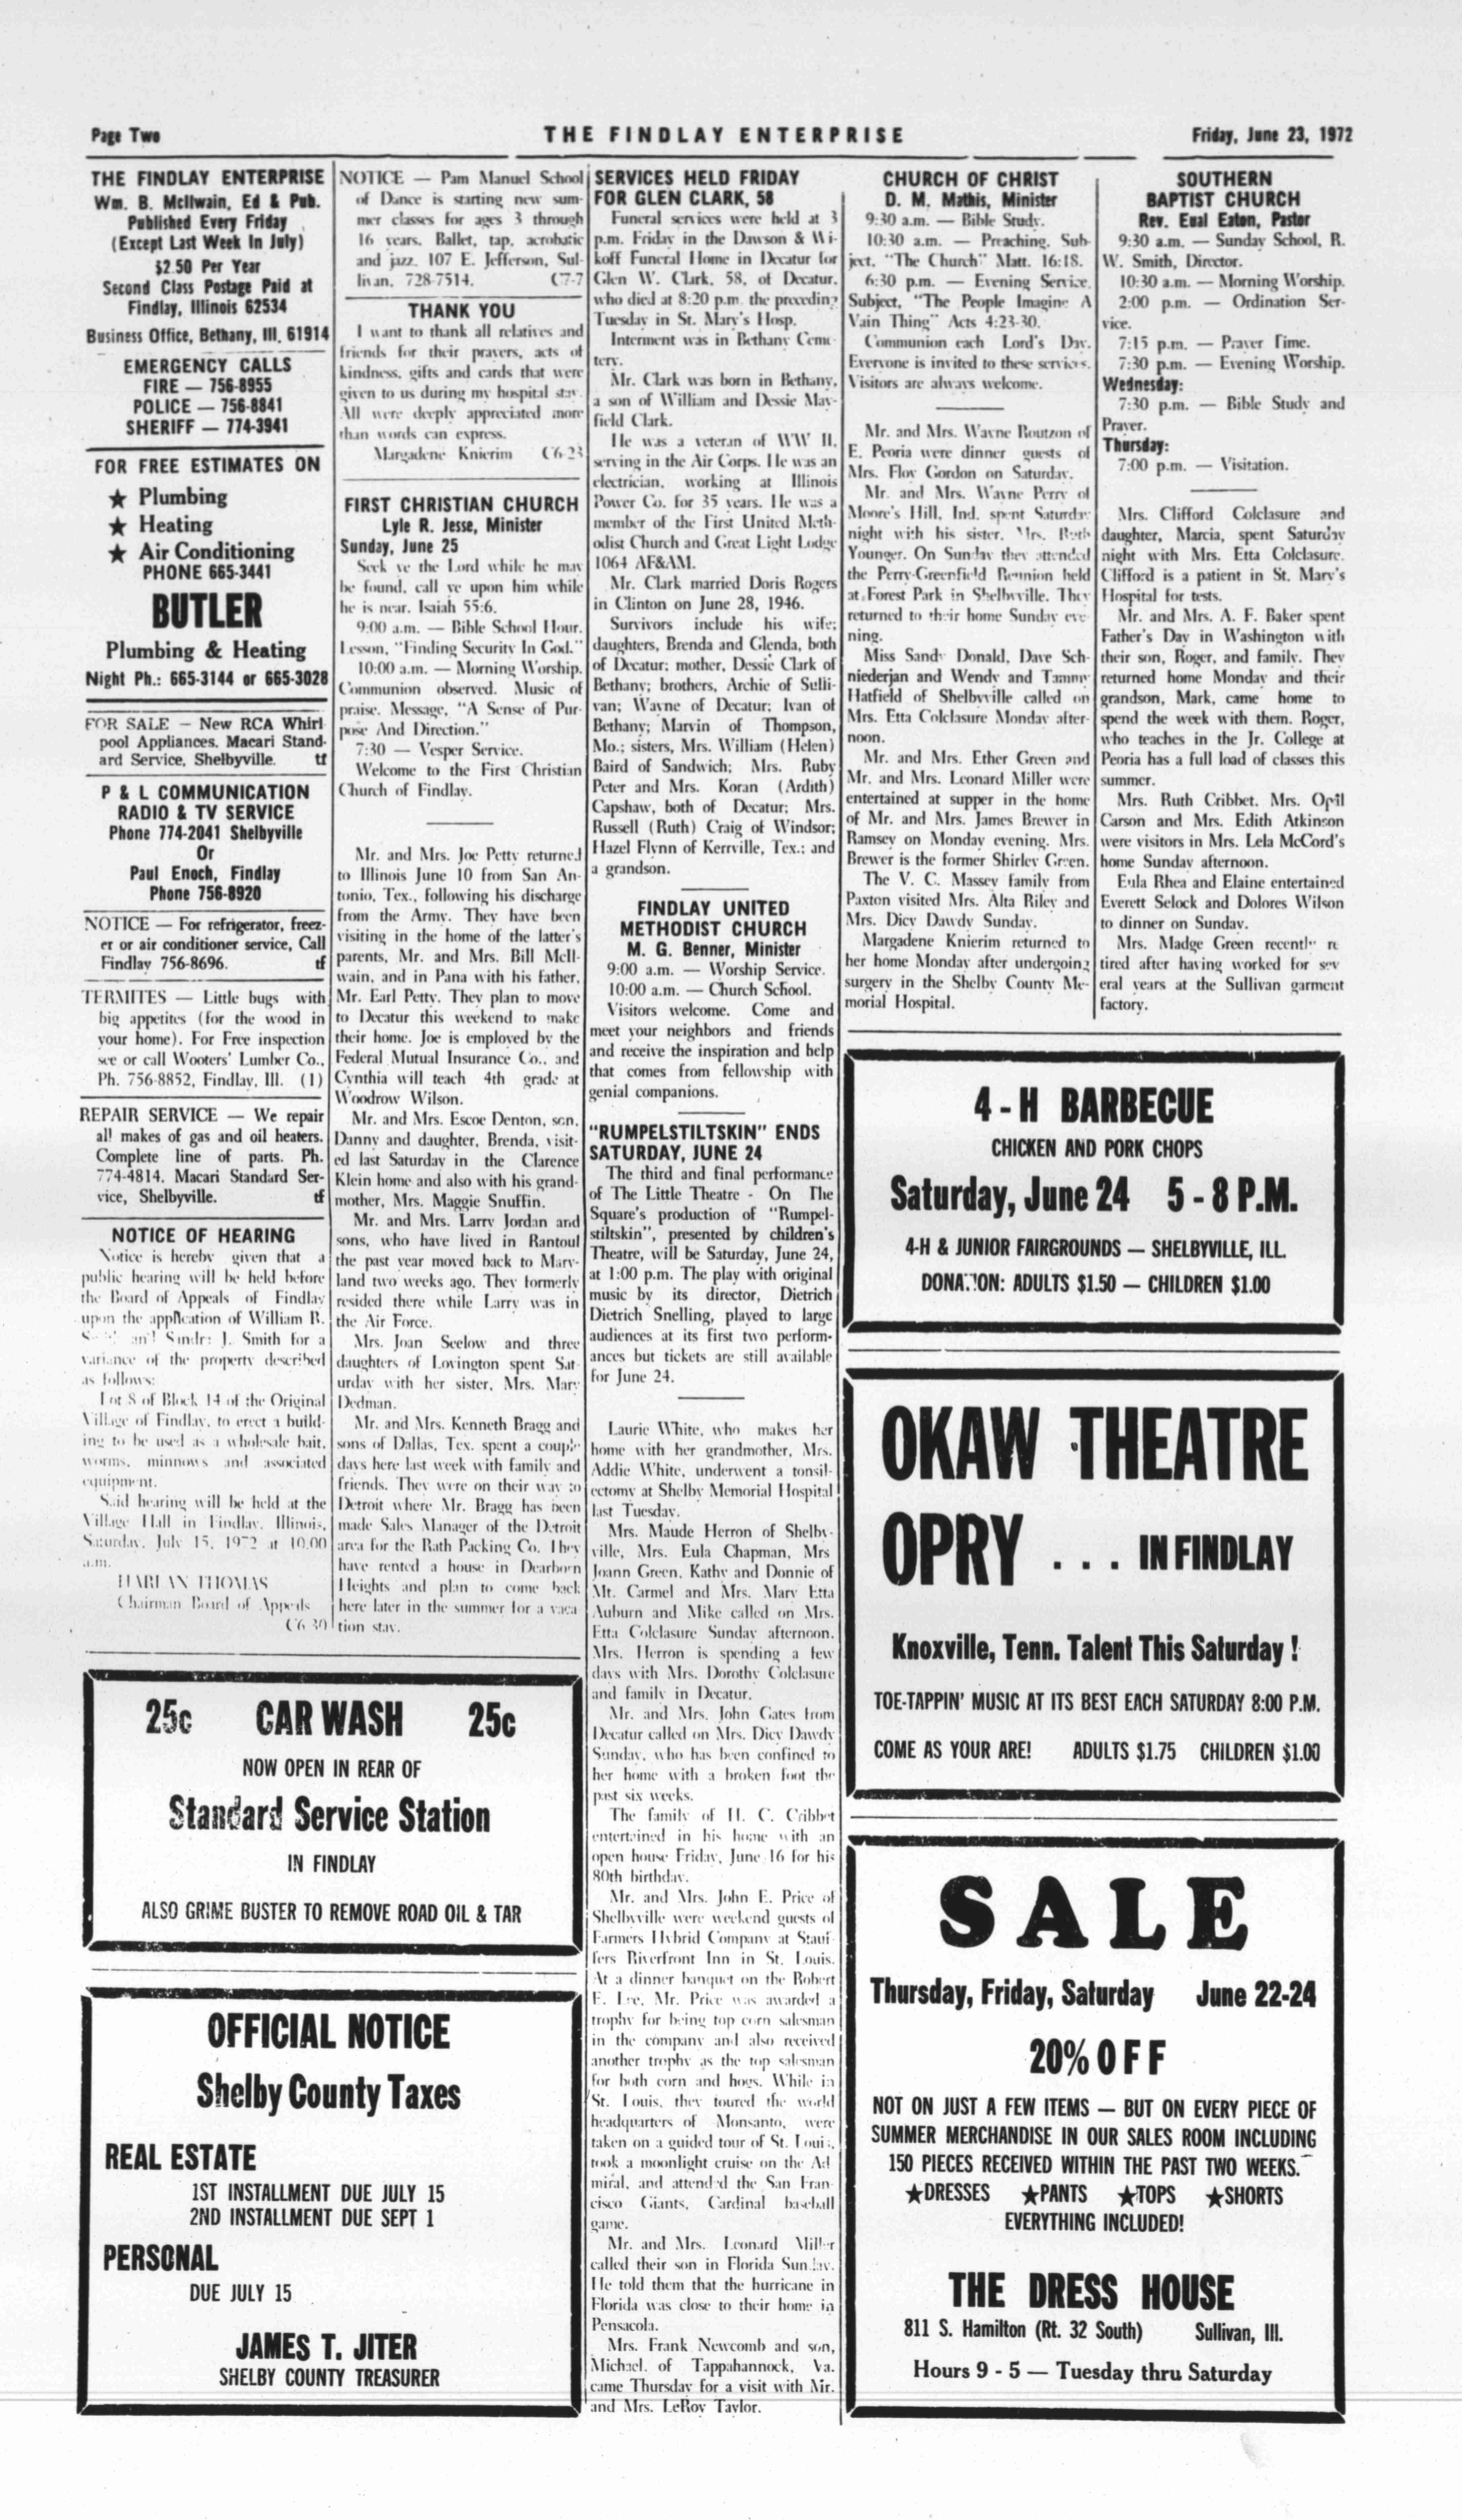 Page Two
THE FINDLAY ENTERPRISE
Friday, June 23, 1972
THE FINDLAY ENTERPRISE
Wm. B. McIlwain, Ed & Pub.
Published Every Friday
(Except Last Week In July)
$2.50 Per Year
Second Class Postage Paid at
Findlay, Illinois 62534
Business Office, Bethany, Ill. 61914
EMERGENCY CALLS
FIRE — 756-8955
POLICE — 756-8841
SHERIFF — 774-3941
FOR FREE ESTIMATES ON
★ Plumbing
★ Heating
★ Air Conditioning
PHONE 665-3441
BUTLER
Plumbing & Heating
Night Ph.: 665-3144 or 665-3028
FOR SALE — New RCA Whirl
pool Appliances. Macari Stand-
ard Service, Shelbyville. tf
P & L COMMUNICATION
RADIO & TV SERVICE
Phone 774-2041 Shelbyville
Or
Paul Enoch, Findlay
Phone 756-8920
NOTICE — For refrigerator, freez-
er or air conditioner service, Call
Findlay 756-8696. tf
TERMITES — Little bugs with
big appetites (for the wood in
your home). For Free inspection
see or call Wooters' Lumber Co.,
Ph. 756-8852, Findlay, Ill. (1)
REPAIR SERVICE — We repair
all makes of gas and oil heaters.
Complete line of parts. Ph.
774-4814. Macari Standard Ser-
vice, Shelbyville. tf
NOTICE OF HEARING
Notice is hereby given that a
public hearing will be held before
the Board of Appeals of Findlay
upon the application of William R.
J. Smith for a
variance of the property described
as follows:
Lot 8 of Block 14 of the Original
Village of Findlay, to erect a build-
ing to be used as a wholesale bait,
worms, minnows and associated
equipment.
Said hearing will be held at the
Village Hall in Findlay, Illinois,
Saturday, July 15, 1972 at 10:00
a.m.
HARLAN THOMAS
Chairman Board of Appeals
C6-30
25c CAR WASH 25c
NOW OPEN IN REAR OF
Standard Service Station
IN FINDLAY
ALSO GRIME BUSTER TO REMOVE ROAD OIL & TAR
OFFICIAL NOTICE
Shelby County Taxes
REAL ESTATE
1ST INSTALLMENT DUE JULY 15
2ND INSTALLMENT DUE SEPT 1
PERSONAL
DUE JULY 15
JAMES T. JITER
SHELBY COUNTY TREASURER
NOTICE — Pam Manuel School
of Dance is starting new sum-
mer classes for ages 3 through
16 years. Ballet, tap, acrobatic
and jazz. 107 E. Jefferson, Sul-
livan, 728-7514. C7-7
THANK YOU
I want to thank all relatives and
friends for their prayers, acts of
kindness, gifts and cards that were
given to us during my hospital stay.
All were deeply appreciated more
than words can express.
Margadene Knierim C6-23
FIRST CHRISTIAN CHURCH
Lyle R. Jesse, Minister
Sunday, June 25
Seek ye the Lord while he may
be found, call ye upon him while
he is near. Isaiah 55:6.
9:00 a.m. — Bible School Hour.
Lesson, "Finding Security In God."
10:00 a.m. — Morning Worship.
Communion observed. Music of
praise. Message, "A Sense of Pur-
pose And Direction."
7:30 — Vesper Service.
Welcome to the First Christian
Church of Findlay.
Mr. and Mrs. Joe Petty returned
to Illinois June 10 from San An-
tonio, Tex., following his discharge
from the Army. They have been
visiting in the home of the latter's
parents, Mr. and Mrs. Bill McIl-
wain, and in Pana with his father,
Mr. Earl Petty. They plan to move
to Decatur this weekend to make
their home. Joe is employed by the
Federal Mutual Insurance Co., and
Cynthia will teach 4th grade at
Woodrow Wilson.
Mr. and Mrs. Escoe Denton, son,
Danny and daughter, Brenda, visit-
ed last Saturday in the Clarence
Klein home and also with his grand-
mother, Mrs. Maggie Snuffin.
Mr. and Mrs. Larry Jordan and
sons, who have lived in Rantoul
the past year moved back to Mary-
land two weeks ago. They formerly
resided there while Larry was in
the Air Force.
Mrs. Joan Seelow and three
daughters of Lovington spent Sat-
urday with her sister, Mrs. Mary
Dedman.
Mr. and Mrs. Kenneth Bragg and
sons of Dallas, Tex. spent a couple
days here last week with family and
friends. They were on their way to
Detroit where Mr. Bragg has been
made Sales Manager of the Detroit
area for the Rath Packing Co. They
have rented a house in Dearborn
Heights and plan to come back
here later in the summer for a vaca
tion stay.
SERVICES HELD FRIDAY
FOR GLEN CLARK, 58
Funeral services were held at 3
p.m. Friday in the Dawson & Wi-
koff Funeral Home in Decatur for
Glen W. Clark, 58, of Decatur,
who died at 8:20 p.m. the preceding
Tuesday in St. Mary's Hosp.
Interment was in Bethany Ceme-
tery.
Mr. Clark was born in Bethany,
a son of William and Dessie May-
field Clark.
He was a veteran of WW II,
serving in the Air Corps. He was an
electrician, working at Illinois
Power Co. for 35 years. He was a
member of the First United Meth-
odist Church and Great Light Lodge
1064 AF&AM.
Mr. Clark married Doris Rogers
in Clinton on June 28, 1946.
Survivors include his wife;
daughters, Brenda and Glenda, both
of Decatur; mother, Dessie Clark of
Bethany; brothers, Archie of Sulli-
van; Wayne of Decatur; Ivan of
Bethany; Marvin of Thompson,
Mo.; sisters, Mrs. William (Helen)
Baird of Sandwich; Mrs. Ruby
Peter and Mrs. Koran (Ardith)
Capshaw, both of Decatur; Mrs.
Russell (Ruth) Craig of Windsor;
Hazel Flynn of Kerrville, Tex.; and
a grandson.
FINDLAY UNITED
METHODIST CHURCH
M. G. Benner, Minister
9:00 a.m. — Worship Service.
10:00 a.m. — Church School.
Visitors welcome. Come and
meet your neighbors and friends
and receive the inspiration and help
that comes from fellowship with
genial companions.
"RUMPELSTILTSKIN" ENDS
SATURDAY, JUNE 24
The third and final performance
of The Little Theatre - On The
Square's production of "Rumpel-
stiltskin", presented by children's
Theatre, will be Saturday, June 24,
at 1:00 p.m. The play with original
music by its director, Dietrich
Dietrich Snelling, played to large
audiences at its first two perform-
ances but tickets are still available
for June 24.
Laurie White, who makes her
home with her grandmother, Mrs.
Addie White, underwent a tonsil-
ectomy at Shelby Memorial Hospital
last Tuesday.
Mrs. Maude Herron of Shelby-
ville, Mrs. Eula Chapman, Mrs
Joann Green, Kathy and Donnie of
Mt. Carmel and Mrs. Mary Etta
Auburn and Mike called on Mrs.
Etta Colclasure Sunday afternoon.
Mrs. Herron is spending a few
days with Mrs. Dorothy Colclasure
and family in Decatur.
Mr. and Mrs. John Gates from
Decatur called on Mrs. Dicy Dawdy
Sunday, who has been confined to
her home with a broken foot the
past six weeks.
The family of H. C. Cribbet
entertained in his home with an
open house Friday, June 16 for his
80th birthday.
Mr. and Mrs. John E. Price of
Shelbyville were weekend guests of
Farmers Hybrid Company at Stauf-
fers Riverfront Inn in St. Louis.
At a dinner banquet on the Robert
E. Lee, Mr. Price was awarded a
trophy for being top corn salesman
in the company and also received
another trophy as the top salesman
for both corn and hogs. While in
St. Louis, they toured the world
headquarters of Monsanto, were
taken on a guided tour of St. Louis,
took a moonlight cruise on the Ad-
miral, and attended the San Fran-
cisco Giants, Cardinal baseball
game.
Mr. and Mrs. Leonard Miller
called their son in Florida Sunday.
He told them that the hurricane in
Florida was close to their home in
Pensacola.
Mrs. Frank Newcomb and son,
Michael, of Tappahannock, Va.
came Thursday for a visit with Mr.
and Mrs. LeRoy Taylor.
CHURCH OF CHRIST
D. M. Mathis, Minister
9:30 a.m. — Bible Study.
10:30 a.m. — Preaching. Sub-
ject, "The Church" Matt. 16:18.
6:30 p.m. — Evening Service.
Subject, "The People Imagine A
Vain Thing" Acts 4:23-30.
Communion each Lord's Day.
Everyone is invited to these services.
Visitors are always welcome.
Mr. and Mrs. Wayne Boutzon of
E. Peoria were dinner guests of
Mrs. Floy Gordon on Saturday.
Mr. and Mrs. Wayne Perry of
Moore's Hill, Ind. spent Saturday
night with his sister, Mrs. Ruth
Younger. On Sunday they attended
the Perry-Greenfield Reunion held
at Forest Park in Shelbyville. They
returned to their home Sunday eve
ning.
Miss Sandy Donald, Dave Sch-
niederjan and Wendy and Tammy
Hatfield of Shelbyville called on
Mrs. Etta Colclasure Monday after-
noon.
Mr. and Mrs. Ether Green and
Mr. and Mrs. Leonard Miller were
entertained at supper in the home
of Mr. and Mrs. James Brewer in
Ramsey on Monday evening. Mrs.
Brewer is the former Shirley Green.
The V. C. Massey family from
Paxton visited Mrs. Alta Riley and
Mrs. Dicy Dawdy Sunday.
Margadene Knierim returned to
her home Monday after undergoing
surgery in the Shelby County Me-
morial Hospital.
SOUTHERN
BAPTIST CHURCH
Rev. Eual Eaton, Pastor
9:30 a.m. — Sunday School, R.
W. Smith, Director.
10:30 a.m. — Morning Worship.
2:00 p.m. — Ordination Ser-
vice.
7:15 p.m. — Prayer Time.
7:30 p.m. — Evening Worship.
Wednesday:
7:30 p.m. — Bible Study and
Prayer.
Thursday:
7:00 p.m. — Visitation.
Mrs. Clifford Colclasure and
daughter, Marcia, spent Saturday
night with Mrs. Etta Colclasure.
Clifford is a patient in St. Mary's
Hospital for tests.
Mr. and Mrs. A. F. Baker spent
Father's Day in Washington with
their son, Roger, and family. They
returned home Monday and their
grandson, Mark, came home to
spend the week with them. Roger,
who teaches in the Jr. College at
Peoria has a full load of classes this
summer.
Mrs. Ruth Cribbet, Mrs. Opil
Carson and Mrs. Edith Atkinson
were visitors in Mrs. Lela McCord's
home Sunday afternoon.
Eula Rhea and Elaine entertained
Everett Selock and Dolores Wilson
to dinner on Sunday.
Mrs. Madge Green recently re
tired after having worked for sev
eral years at the Sullivan garment
factory.
4-H BARBECUE
CHICKEN AND PORK CHOPS
Saturday, June 24 5 - 8 P.M.
4-H & JUNIOR FAIRGROUNDS — SHELBYVILLE, ILL.
DONATION: ADULTS $1.50 — CHILDREN $1.00
OKAW THEATRE
OPRY . . . IN FINDLAY
Knoxville, Tenn. Talent This Saturday !
TOE-TAPPIN' MUSIC AT ITS BEST EACH SATURDAY 8:00 P.M.
COME AS YOUR ARE! ADULTS $1.75 CHILDREN $1.00
SALE
Thursday, Friday, Saturday June 22-24
20% OFF
NOT ON JUST A FEW ITEMS — BUT ON EVERY PIECE OF
SUMMER MERCHANDISE IN OUR SALES ROOM INCLUDING
150 PIECES RECEIVED WITHIN THE PAST TWO WEEKS.
★DRESSES ★PANTS ★TOPS ★SHORTS
EVERYTHING INCLUDED!
THE DRESS HOUSE
811 S. Hamilton (Rt. 32 South) Sullivan, Ill.
Hours 9 - 5 — Tuesday thru Saturday